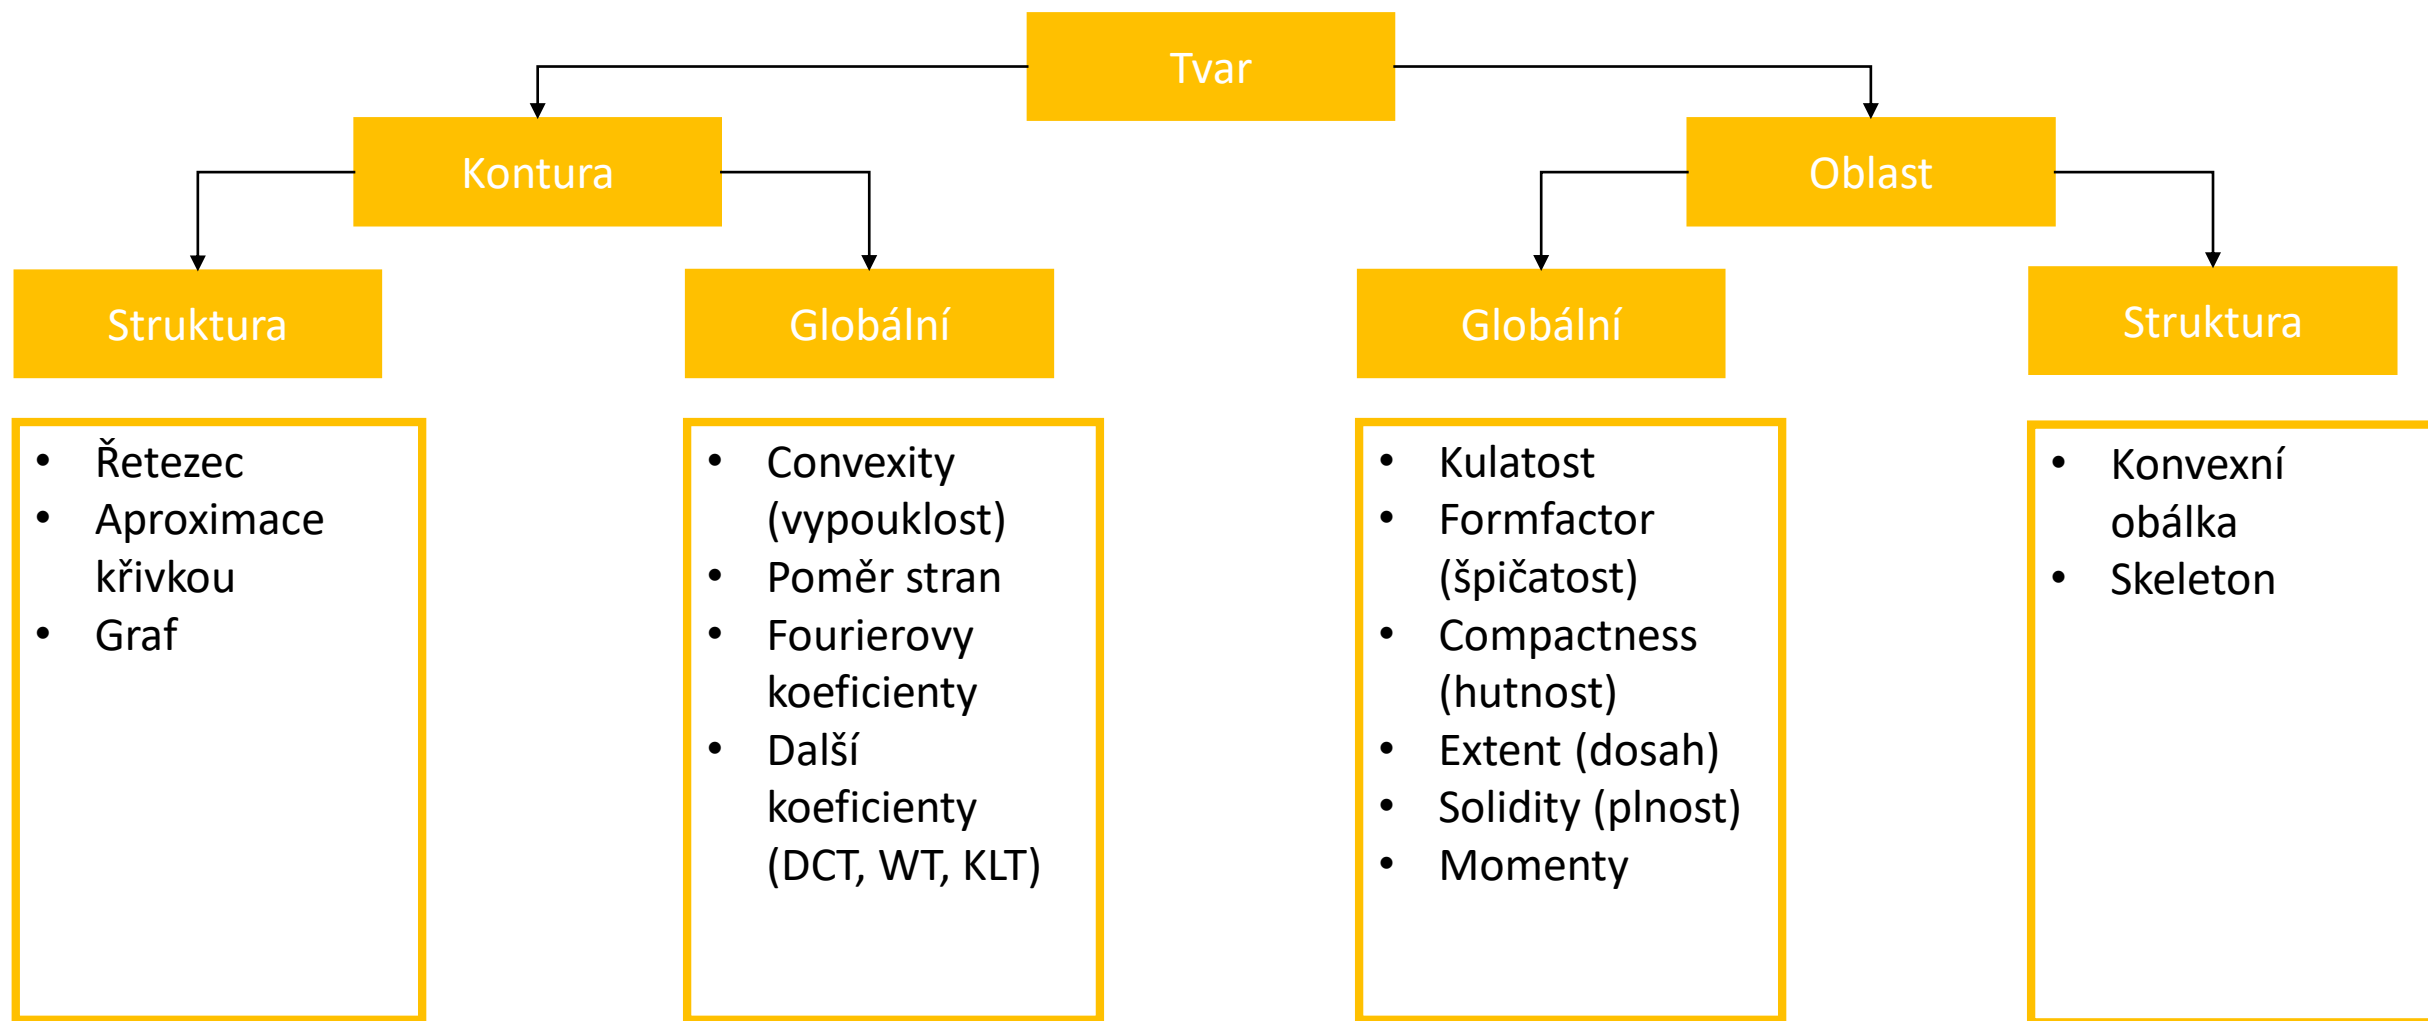 Tvar
Kontura
Oblast
Struktura
Globální
Globální
Struktura
• Řetezec
• Aproximace
křivkou
• Graf
• Convexity
(vypouklost)
• Poměr stran
• Fourierovy
koeficienty
• Další
koeficienty
(DCT, WT, KLT)
• Kulatost
• Formfactor
(špičatost)
• Compactness
(hutnost)
• Extent (dosah)
• Solidity (plnost)
• Momenty
• Konvexní
obálka
• Skeleton